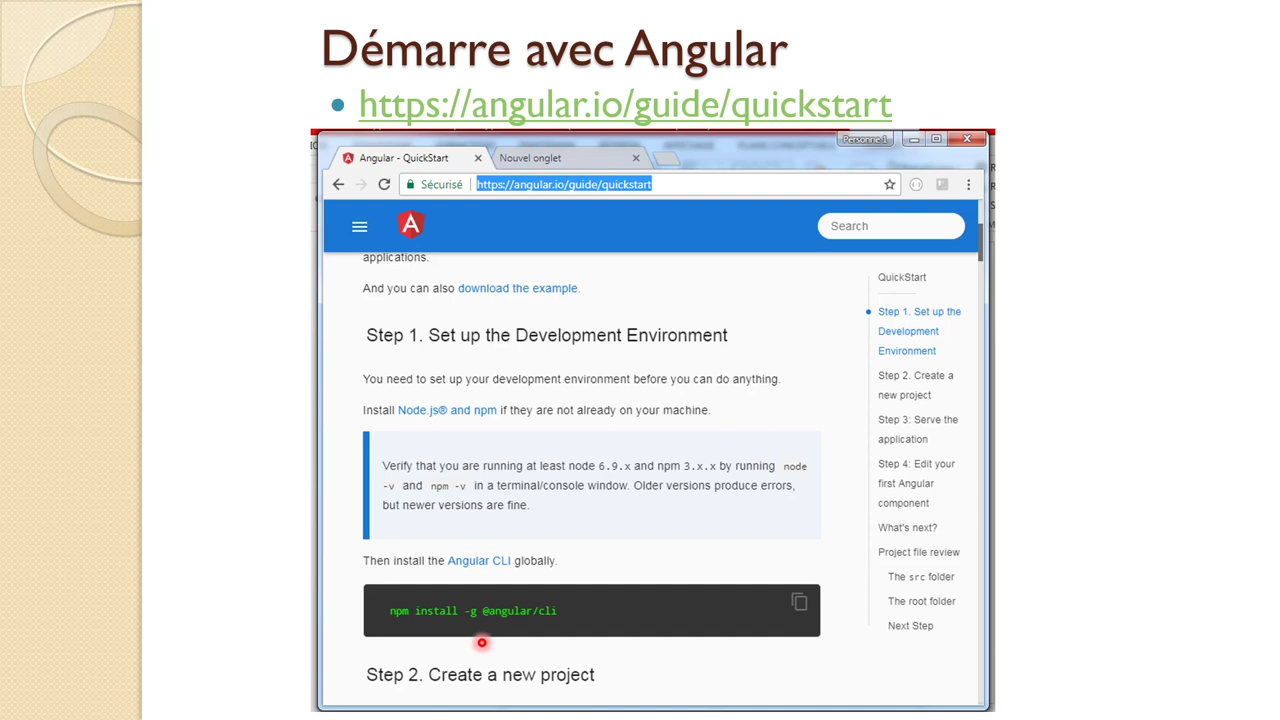 Démarre avec Angular
https://angular.io/guide/quickstart
Personne 1
Angular - QuickStart
Nouvel onglet
Sécurisé
https://angular.io/guide/quickstart
Search
applications.
And you can also download the example.
Step 1. Set up the Development Environment
You need to set up your development environment before you can do anything.
Install Node.js® and npm if they are not already on your machine.
Verify that you are running at least node 6.9.x and npm 3.x.x by running node
-v and npm -v in a terminal/console window. Older versions produce errors,
but newer versions are fine.
Then install the Angular CLI globally.
npm install -g @angular/cli
Step 2. Create a new project
QuickStart
Step 1. Set up the
Development
Environment
Step 2. Create a
new project
Step 3: Serve the
application
Step 4: Edit your
first Angular
component
What's next?
Project file review
The src folder
The root folder
Next Step